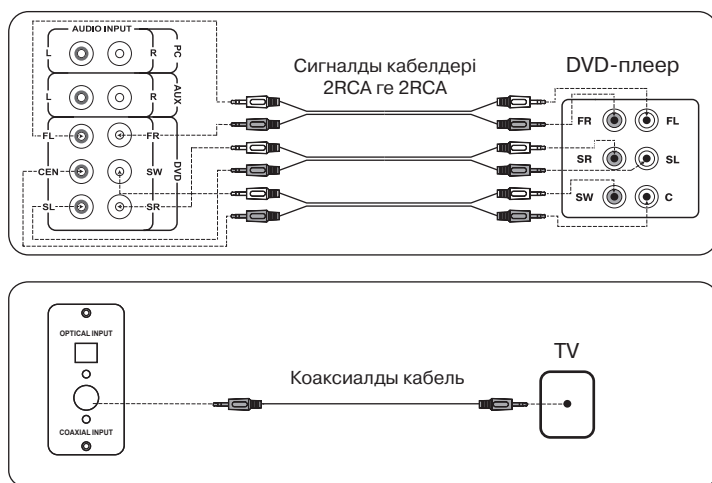 AUDIO INPUT
L R PC
L R AUX
FL FR
CEN SW DVD
SL SR
Сигналды кабелдері
2RCA ге 2RCA
DVD-плеер
FR FL
SR SL
SW C
OPTICAL INPUT
COAXIAL INPUT
Коаксиалды кабель
TV